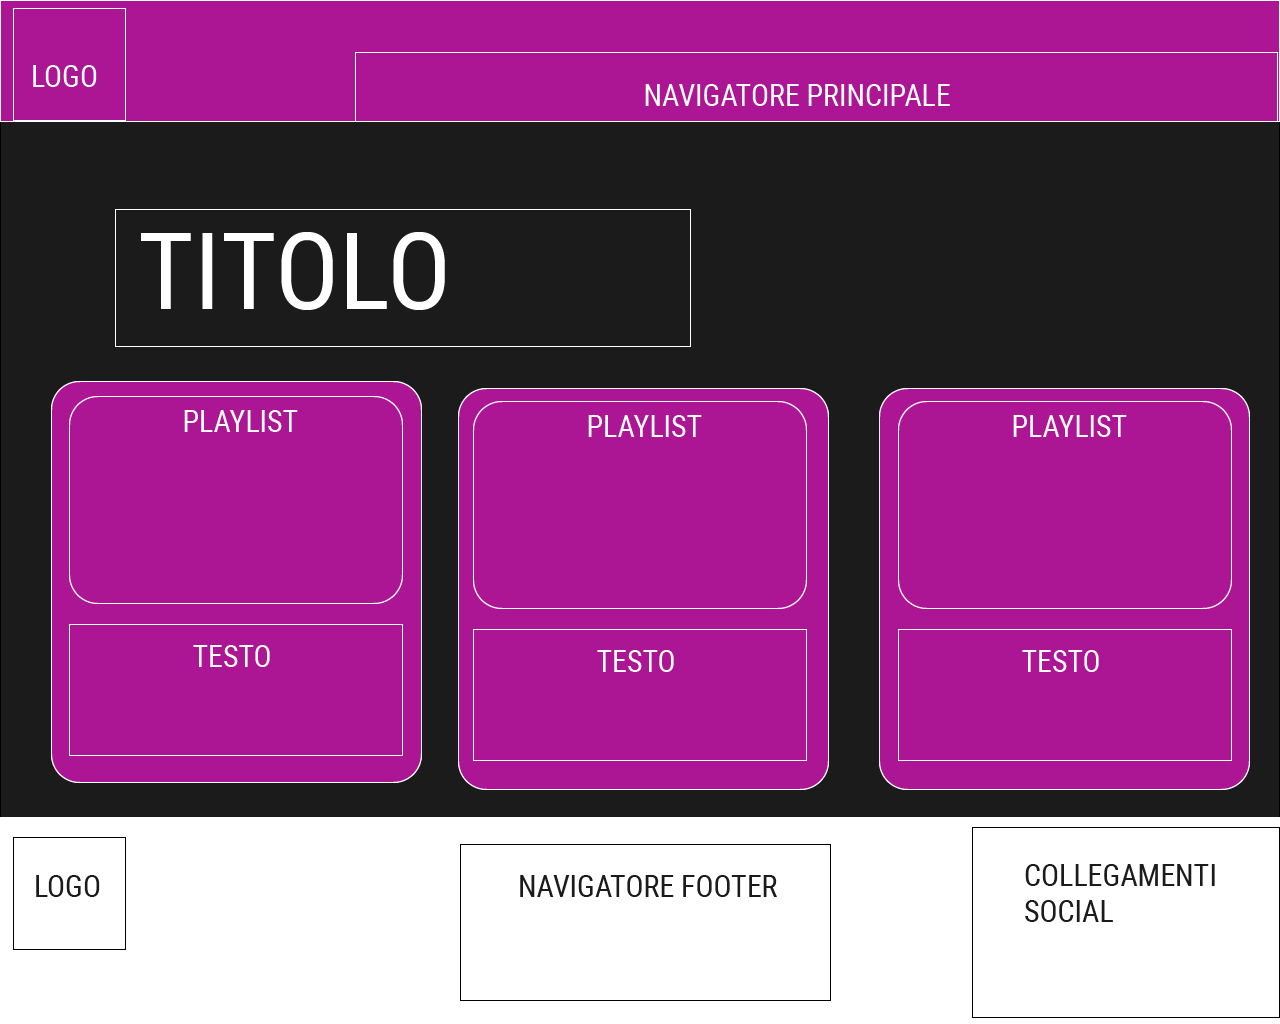 LOGO
NAVIGATORE PRINCIPALE
TITOLO
PLAYLIST
PLAYLIST
PLAYLIST
TESTO
TESTO
TESTO
LOGO
NAVIGATORE FOOTER
COLLEGAMENTI
SOCIAL